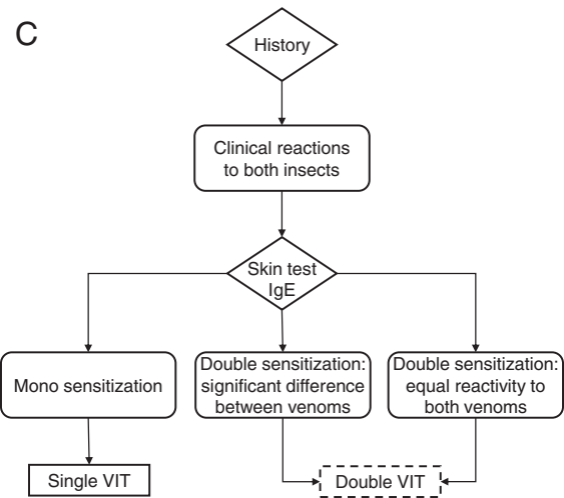 C
History
Clinical reactions
to both insects
Skin test
IgE
Mono sensitization
Double sensitization:
significant difference
between venoms
Double sensitization:
equal reactivity to
both venoms
Single VIT
Double VIT